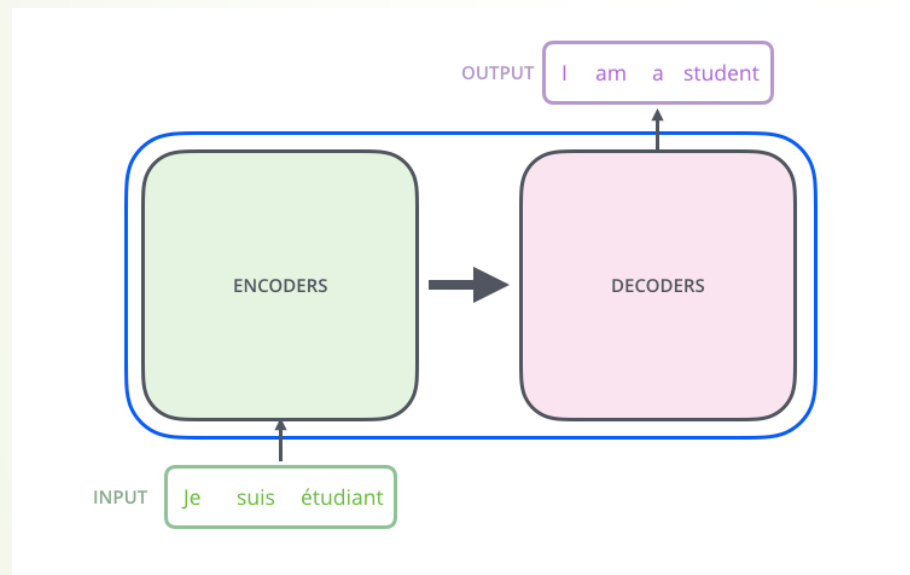 OUTPUT I am a student
ENCODERS DECODERS
INPUT Je suis étudiant